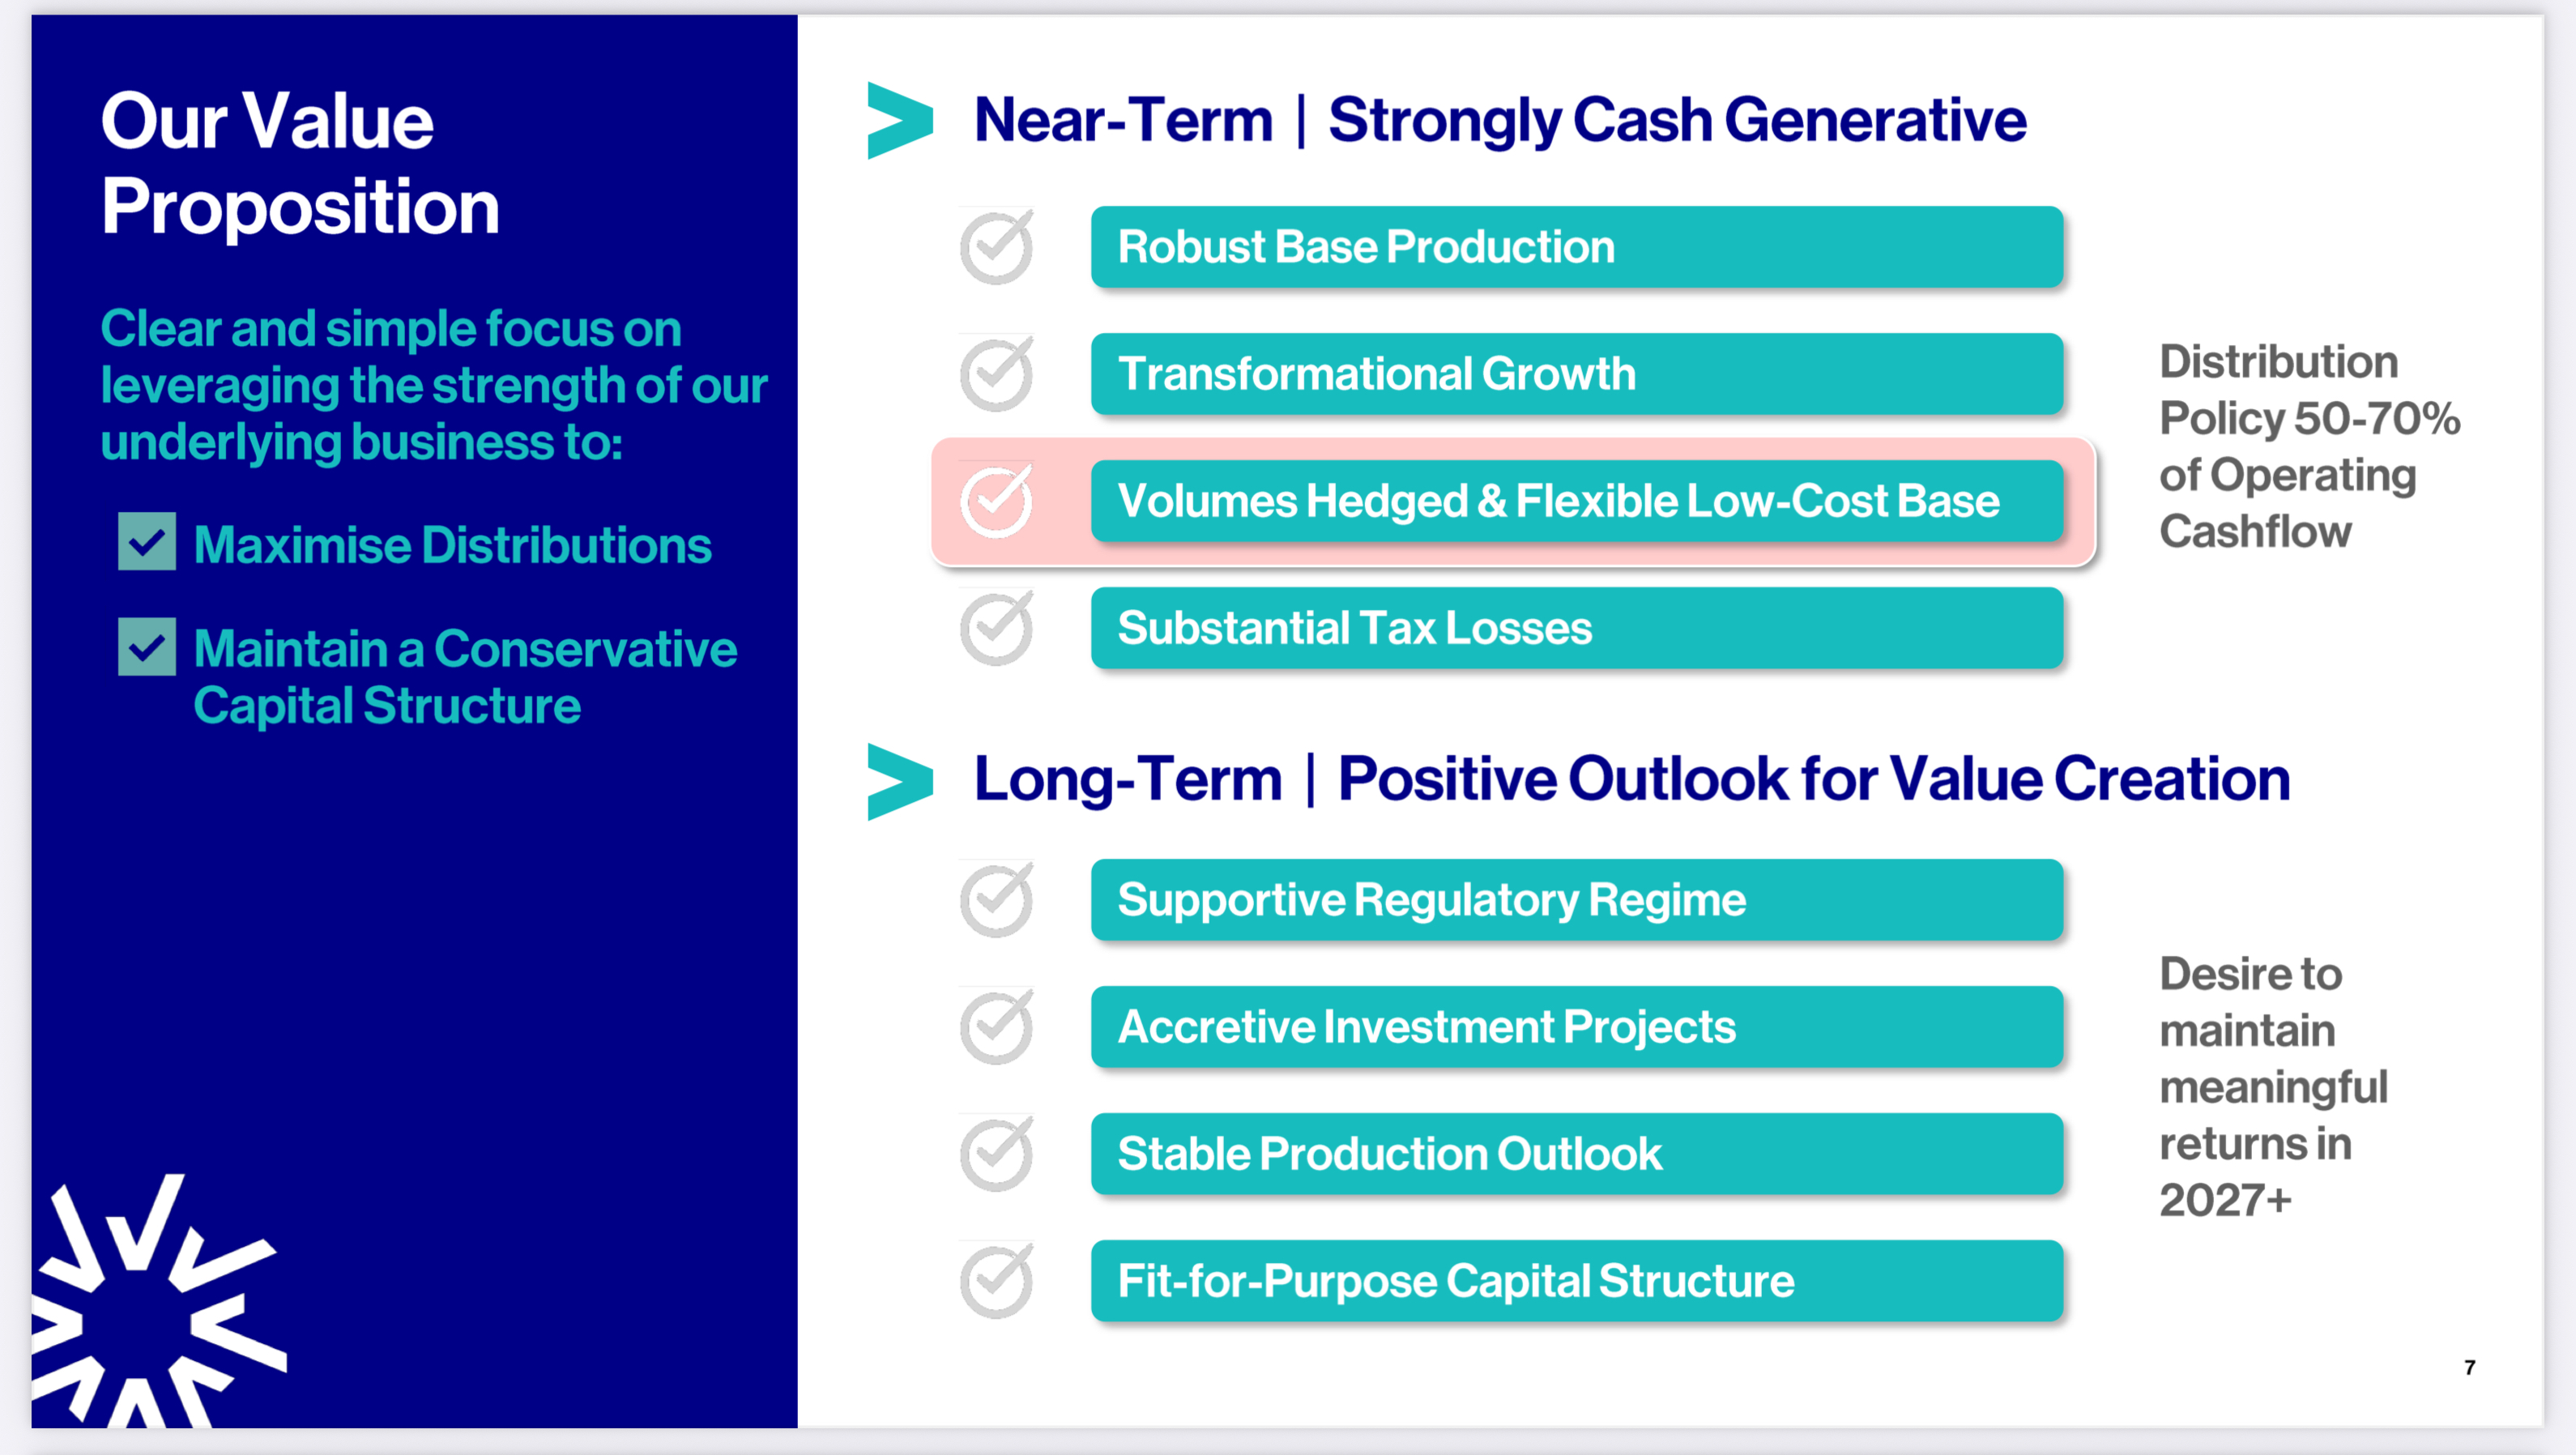 Our Value
Proposition
Clear and simple focus on
leveraging the strength of our
underlying business to:
Maximise Distributions
Maintain a Conservative
Capital Structure
Near-Term | Strongly Cash Generative
Robust Base Production
Transformational Growth
Volumes Hedged & Flexible Low-Cost Base
Substantial Tax Losses
Distribution
Policy 50-70%
of Operating
Cashflow
Long-Term | Positive Outlook for Value Creation
Supportive Regulatory Regime
Accretive Investment Projects
Stable Production Outlook
Fit-for-Purpose Capital Structure
Desire to
maintain
meaningful
returns in
2027+
7